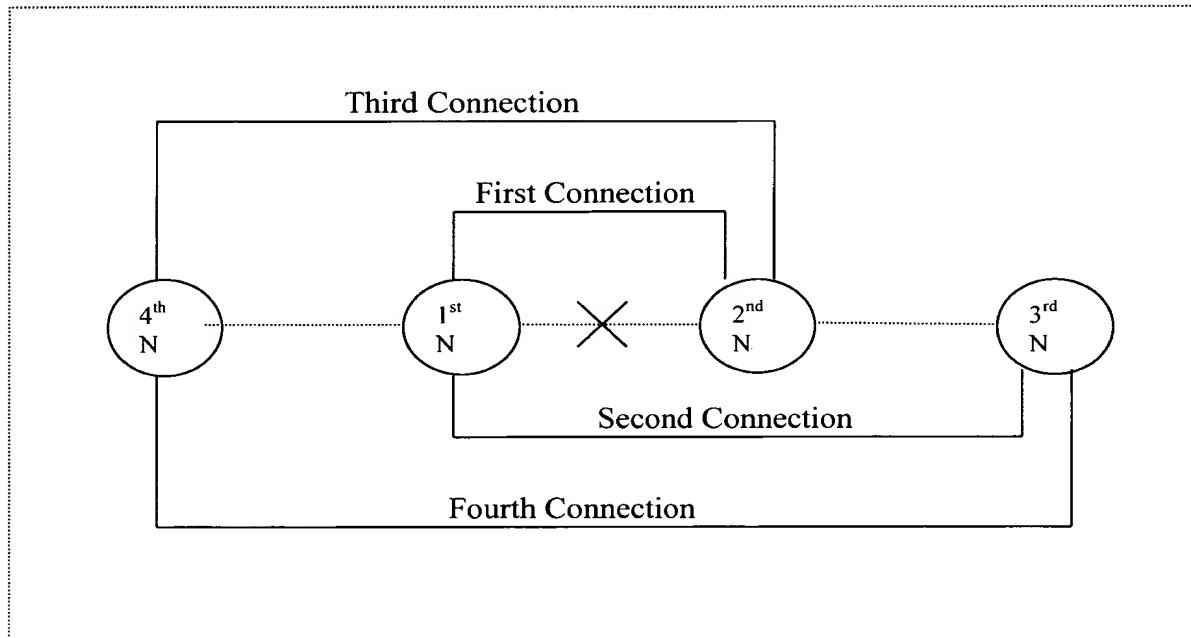 Third Connection
First Connection
4th
N
1st
N
2nd
N
3rd
N
Second Connection
Fourth Connection